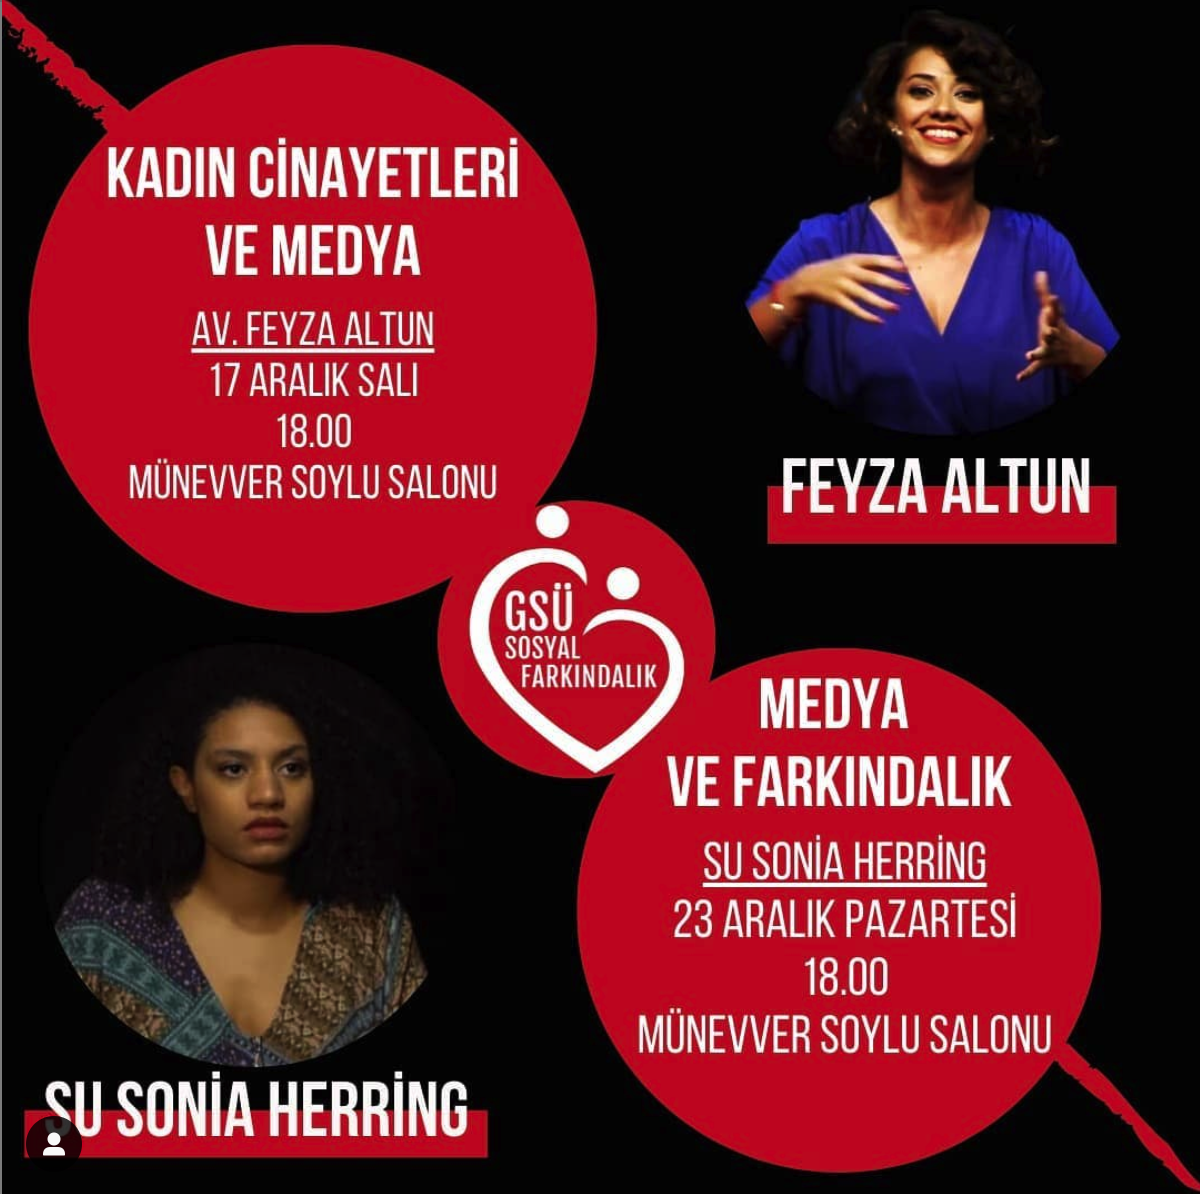 KADIN CİNAYETLERİ
VE MEDYA
AV. FEYZA ALTUN
17 ARALIK SALI
18.00
MÜNEVVER SOYLU SALONU
FEYZA ALTUN
GSÜ
SOSYAL
FARKINDALIK
MEDYA
VE FARKINDALIK
SU SONİA HERRİNG
23 ARALIK PAZARTESİ
18.00
MÜNEVVER SOYLU SALONU
SU SONİA HERRİNG